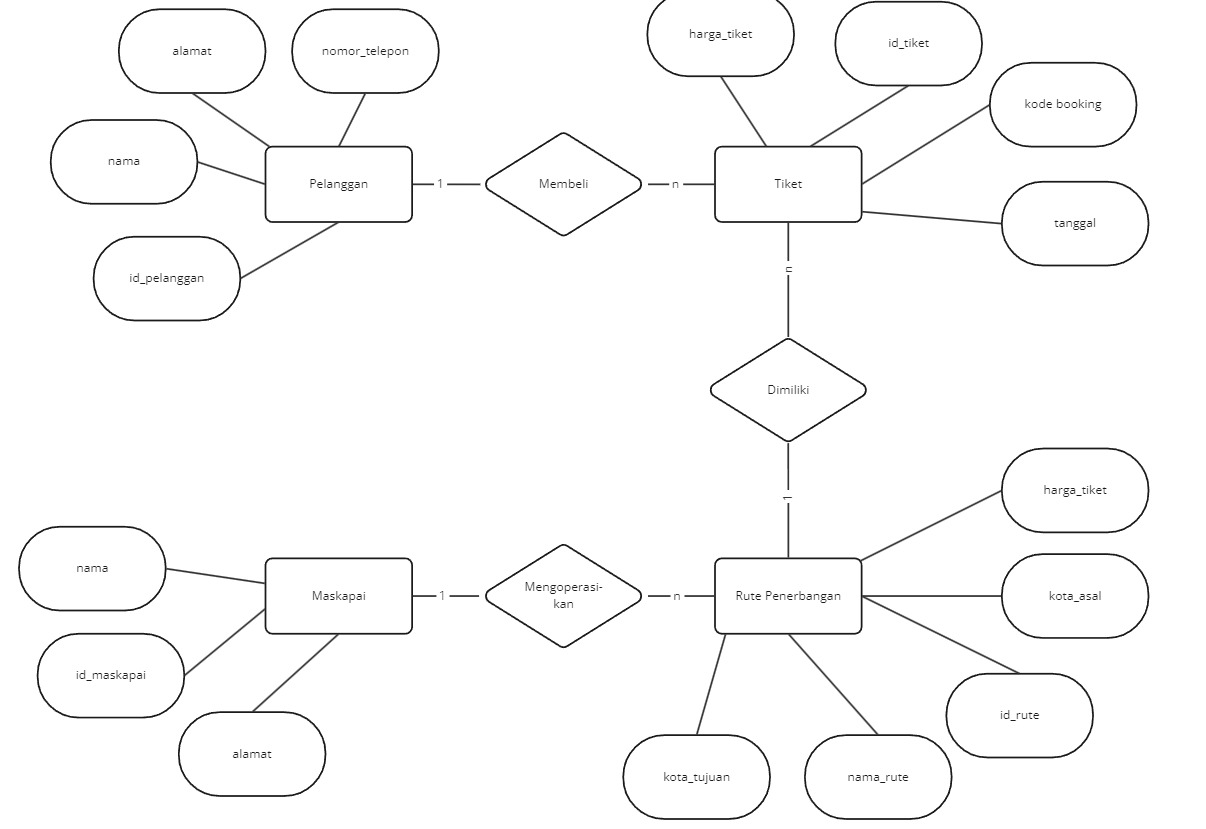 harga_tiket
id_tiket
alamat
nomor_telepon
kode booking
nama
Pelanggan
1
Membeli
n
Tiket
tanggal
id_pelanggan
n
Dimiliki
1
harga_tiket
nama
Maskapai
1
Mengoperasi-
kan
n
Rute Penerbangan
kota_asal
id_maskapai
id_rute
alamat
kota_tujuan
nama_rute